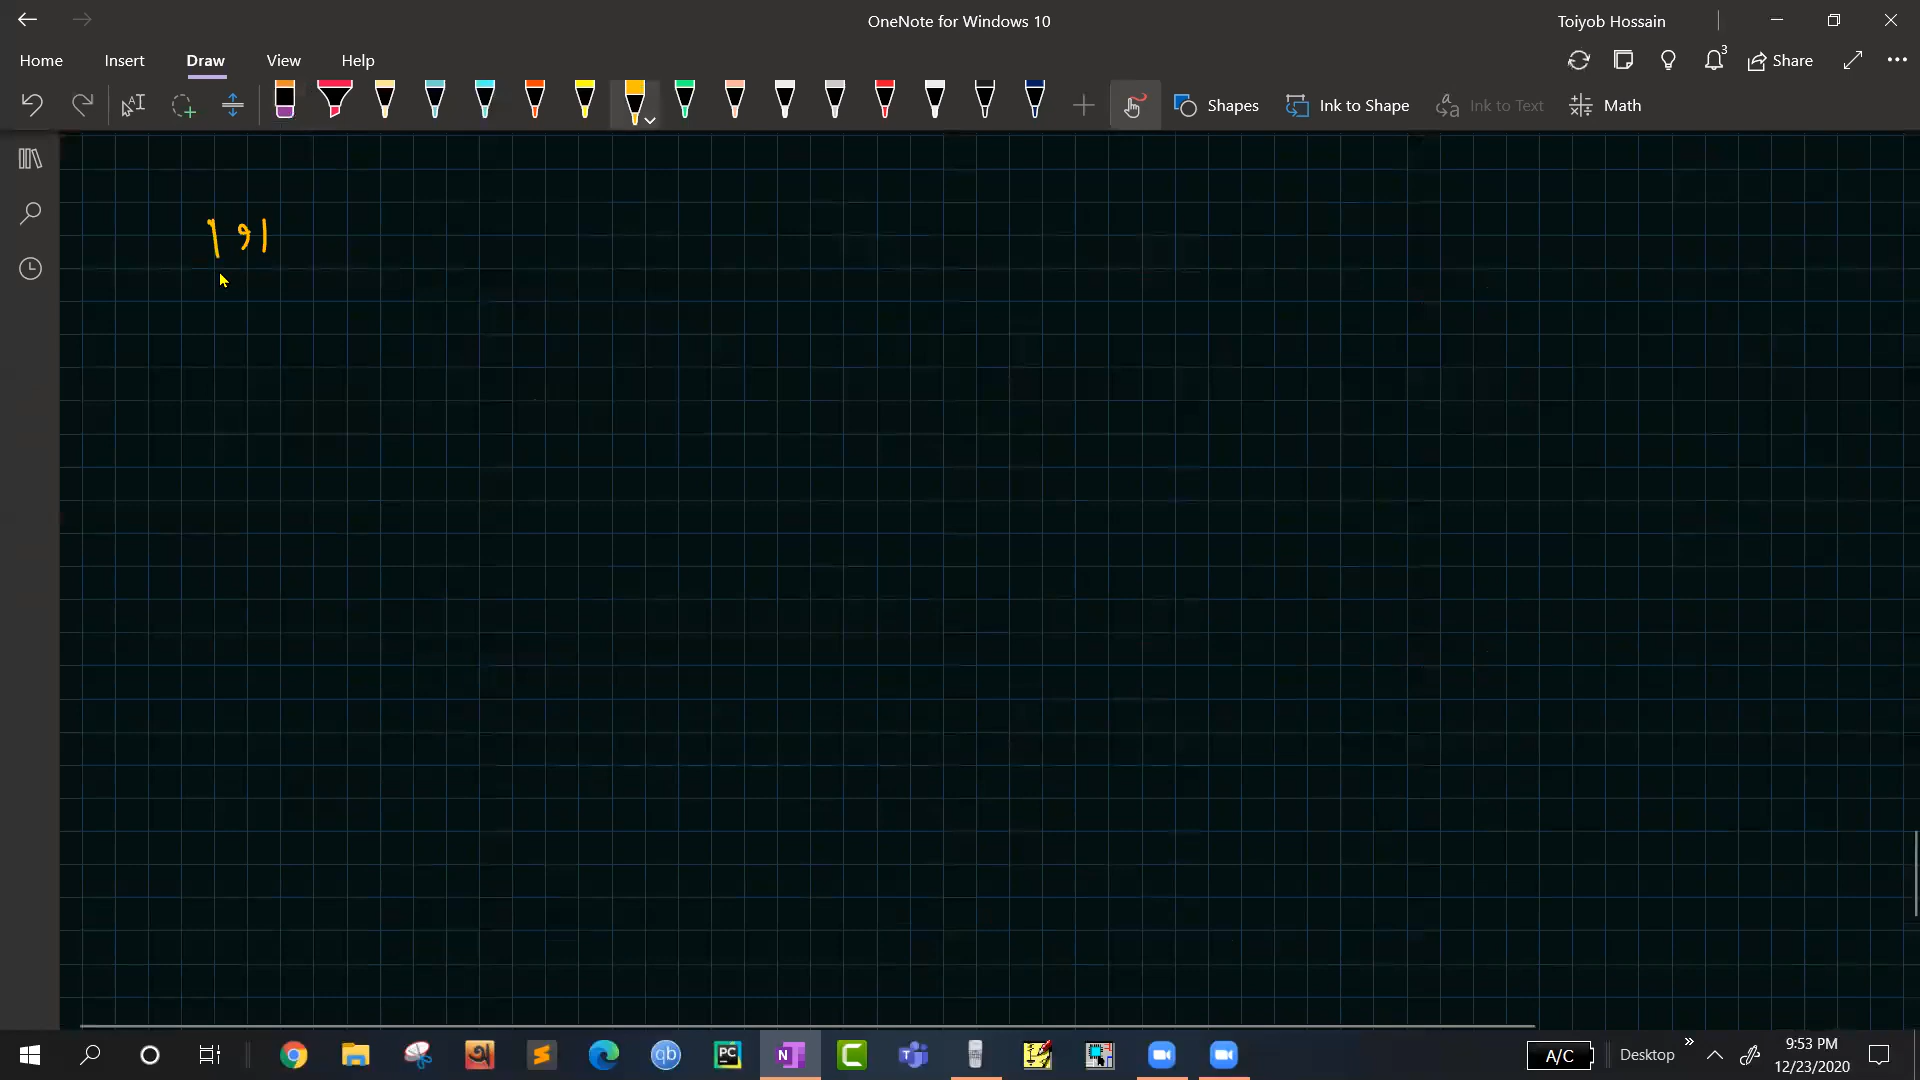 OneNote for Windows 10
Toiyob Hossain
Home Insert Draw View Help
3
Share
Shapes Ink to Shape Ink to Text Math
A/C Desktop 9:53 PM
12/23/2020